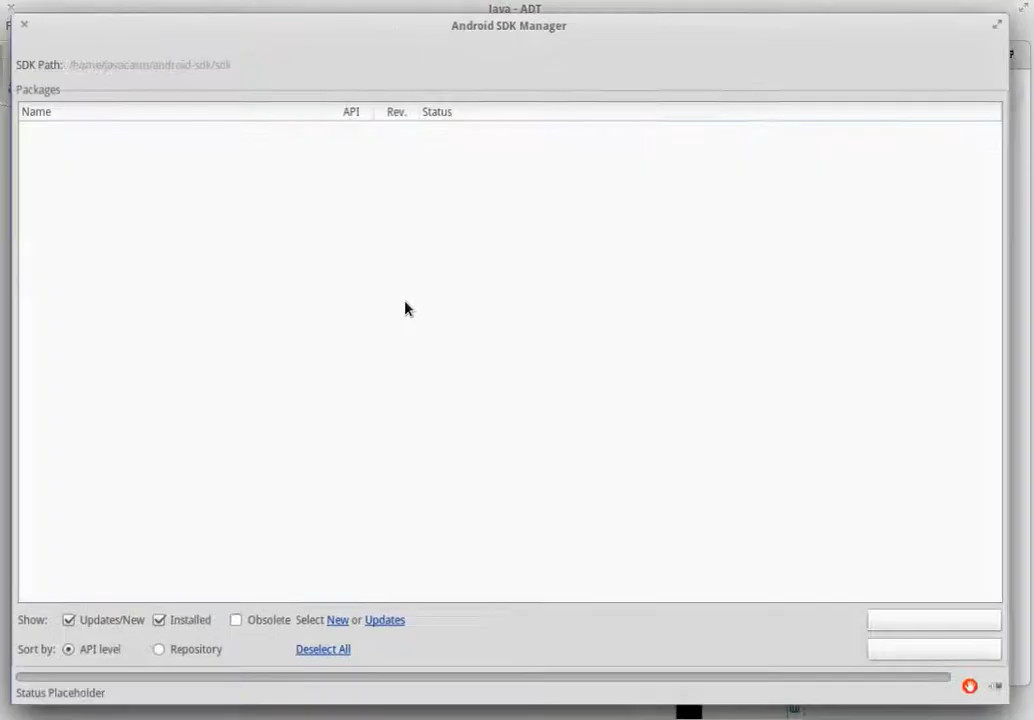 Java - ADT
Android SDK Manager
SDK Path: /home/javacasm/android-sdk/sdk
Packages
Name API Rev. Status
Show: Updates/New Installed Obsolete Select New or Updates
Sort by: API level Repository Deselect All
Status Placeholder